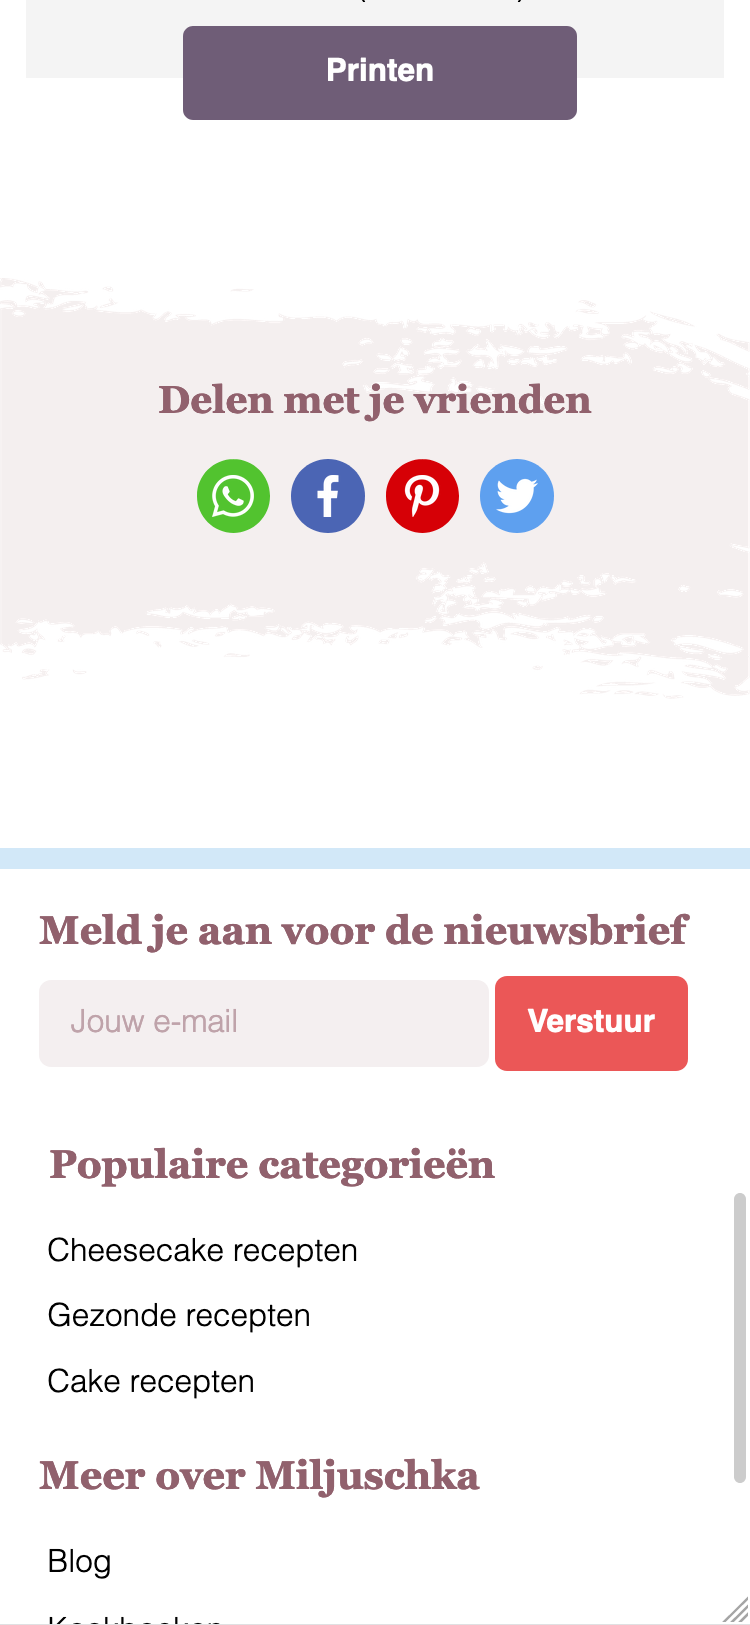 Printen
Delen met je vrienden
Meld je aan voor de nieuwsbrief
Jouw e-mail
Verstuur
Populaire categorieën
Cheesecake recepten
Gezonde recepten
Cake recepten
Meer over Miljuschka
Blog